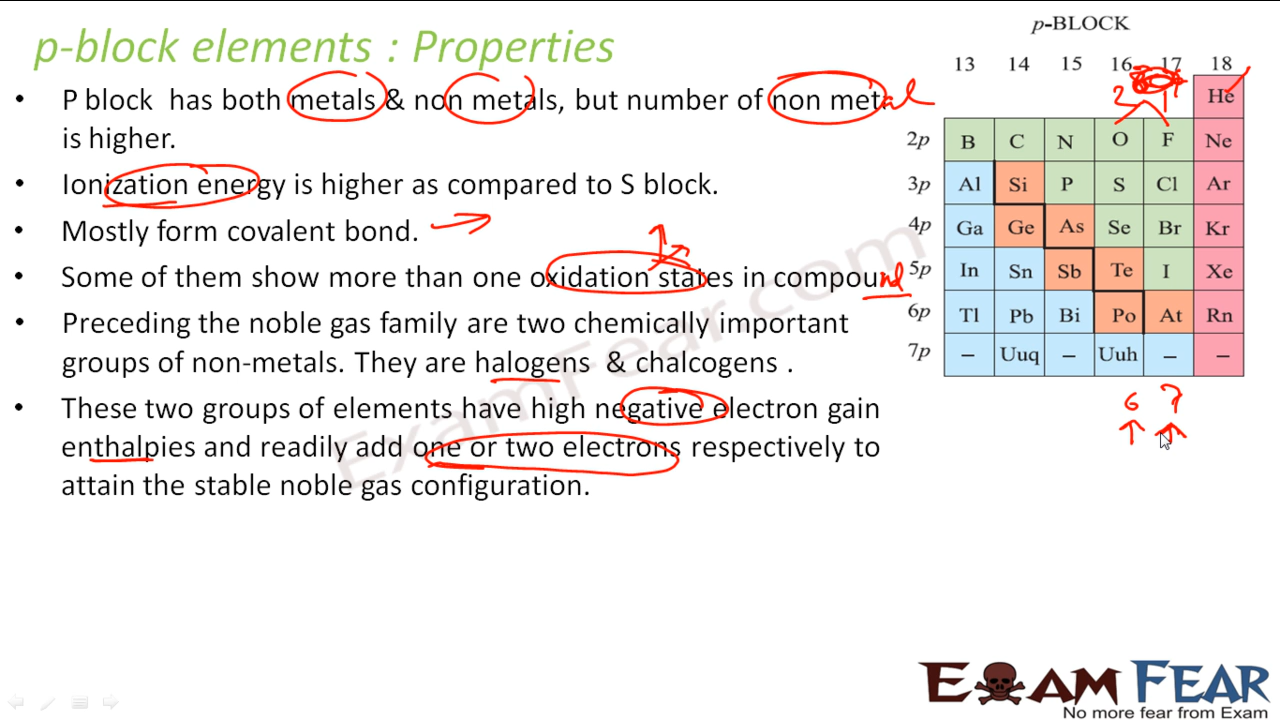 p-block elements : Properties
• P block has both metals & non metals, but number of non metal
is higher.
• Ionization energy is higher as compared to S block.
• Mostly form covalent bond.
• Some of them show more than one oxidation states in compound
• Preceding the noble gas family are two chemically important
groups of non-metals. They are halogens & chalcogens .
• These two groups of elements have high negative electron gain
enthalpies and readily add one or two electrons respectively to
attain the stable noble gas configuration.
p-BLOCK
13 14 15 16 17 18
2 1
He
2p B C N O F Ne
3p Al Si P S Cl Ar
4p Ga Ge As Se Br Kr
5p In Sn Sb Te I Xe
6p Tl Pb Bi Po At Rn
7p – Uuq – Uuh – –
6 7
ExamFear.com
EXAM FEAR
No more fear from Exam